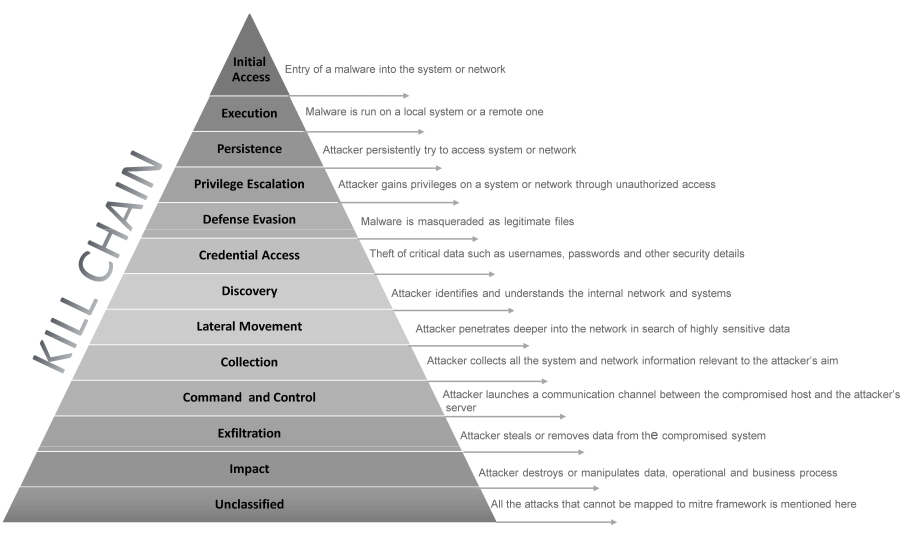 KILL CHAIN
Initial
Access
Entry of a malware into the system or network
Execution
Malware is run on a local system or a remote one
Persistence
Attacker persistently try to access system or network
Privilege Escalation
Attacker gains privileges on a system or network through unauthorized access
Defense Evasion
Malware is masqueraded as legitimate files
Credential Access
Theft of critical data such as usernames, passwords and other security details
Discovery
Attacker identifies and understands the internal network and systems
Lateral Movement
Attacker penetrates deeper into the network in search of highly sensitive data
Collection
Attacker collects all the system and network information relevant to the attacker's aim
Command and Control
Attacker launches a communication channel between the compromised host and the attacker's
server
Exfiltration
Attacker steals or removes data from the compromised system
Impact
Attacker destroys or manipulates data, operational and business process
Unclassified
All the attacks that cannot be mapped to mitre framework is mentioned here